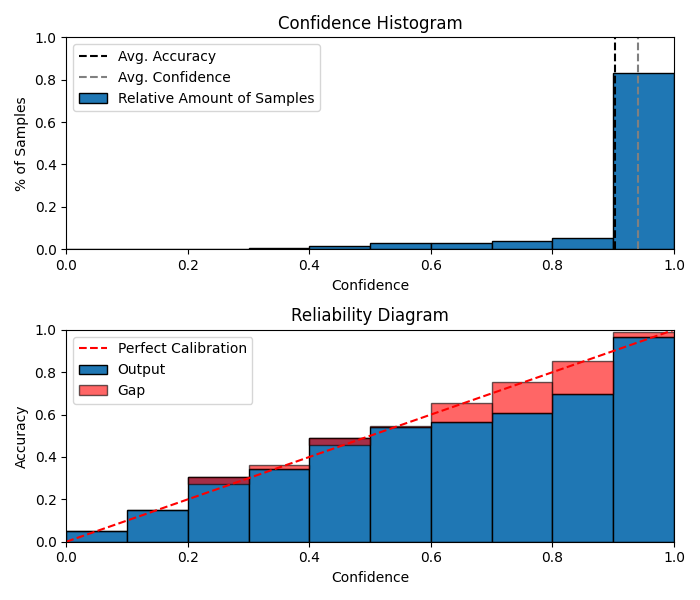 Confidence Histogram
1.0
0.8
0.6
0.4
0.2
0.0
% of Samples
Avg. Accuracy
Avg. Confidence
Relative Amount of Samples
0.0 0.2 0.4 0.6 0.8 1.0
Confidence
Reliability Diagram
1.0
0.8
0.6
0.4
0.2
0.0
Accuracy
Perfect Calibration
Output
Gap
0.0 0.2 0.4 0.6 0.8 1.0
Confidence